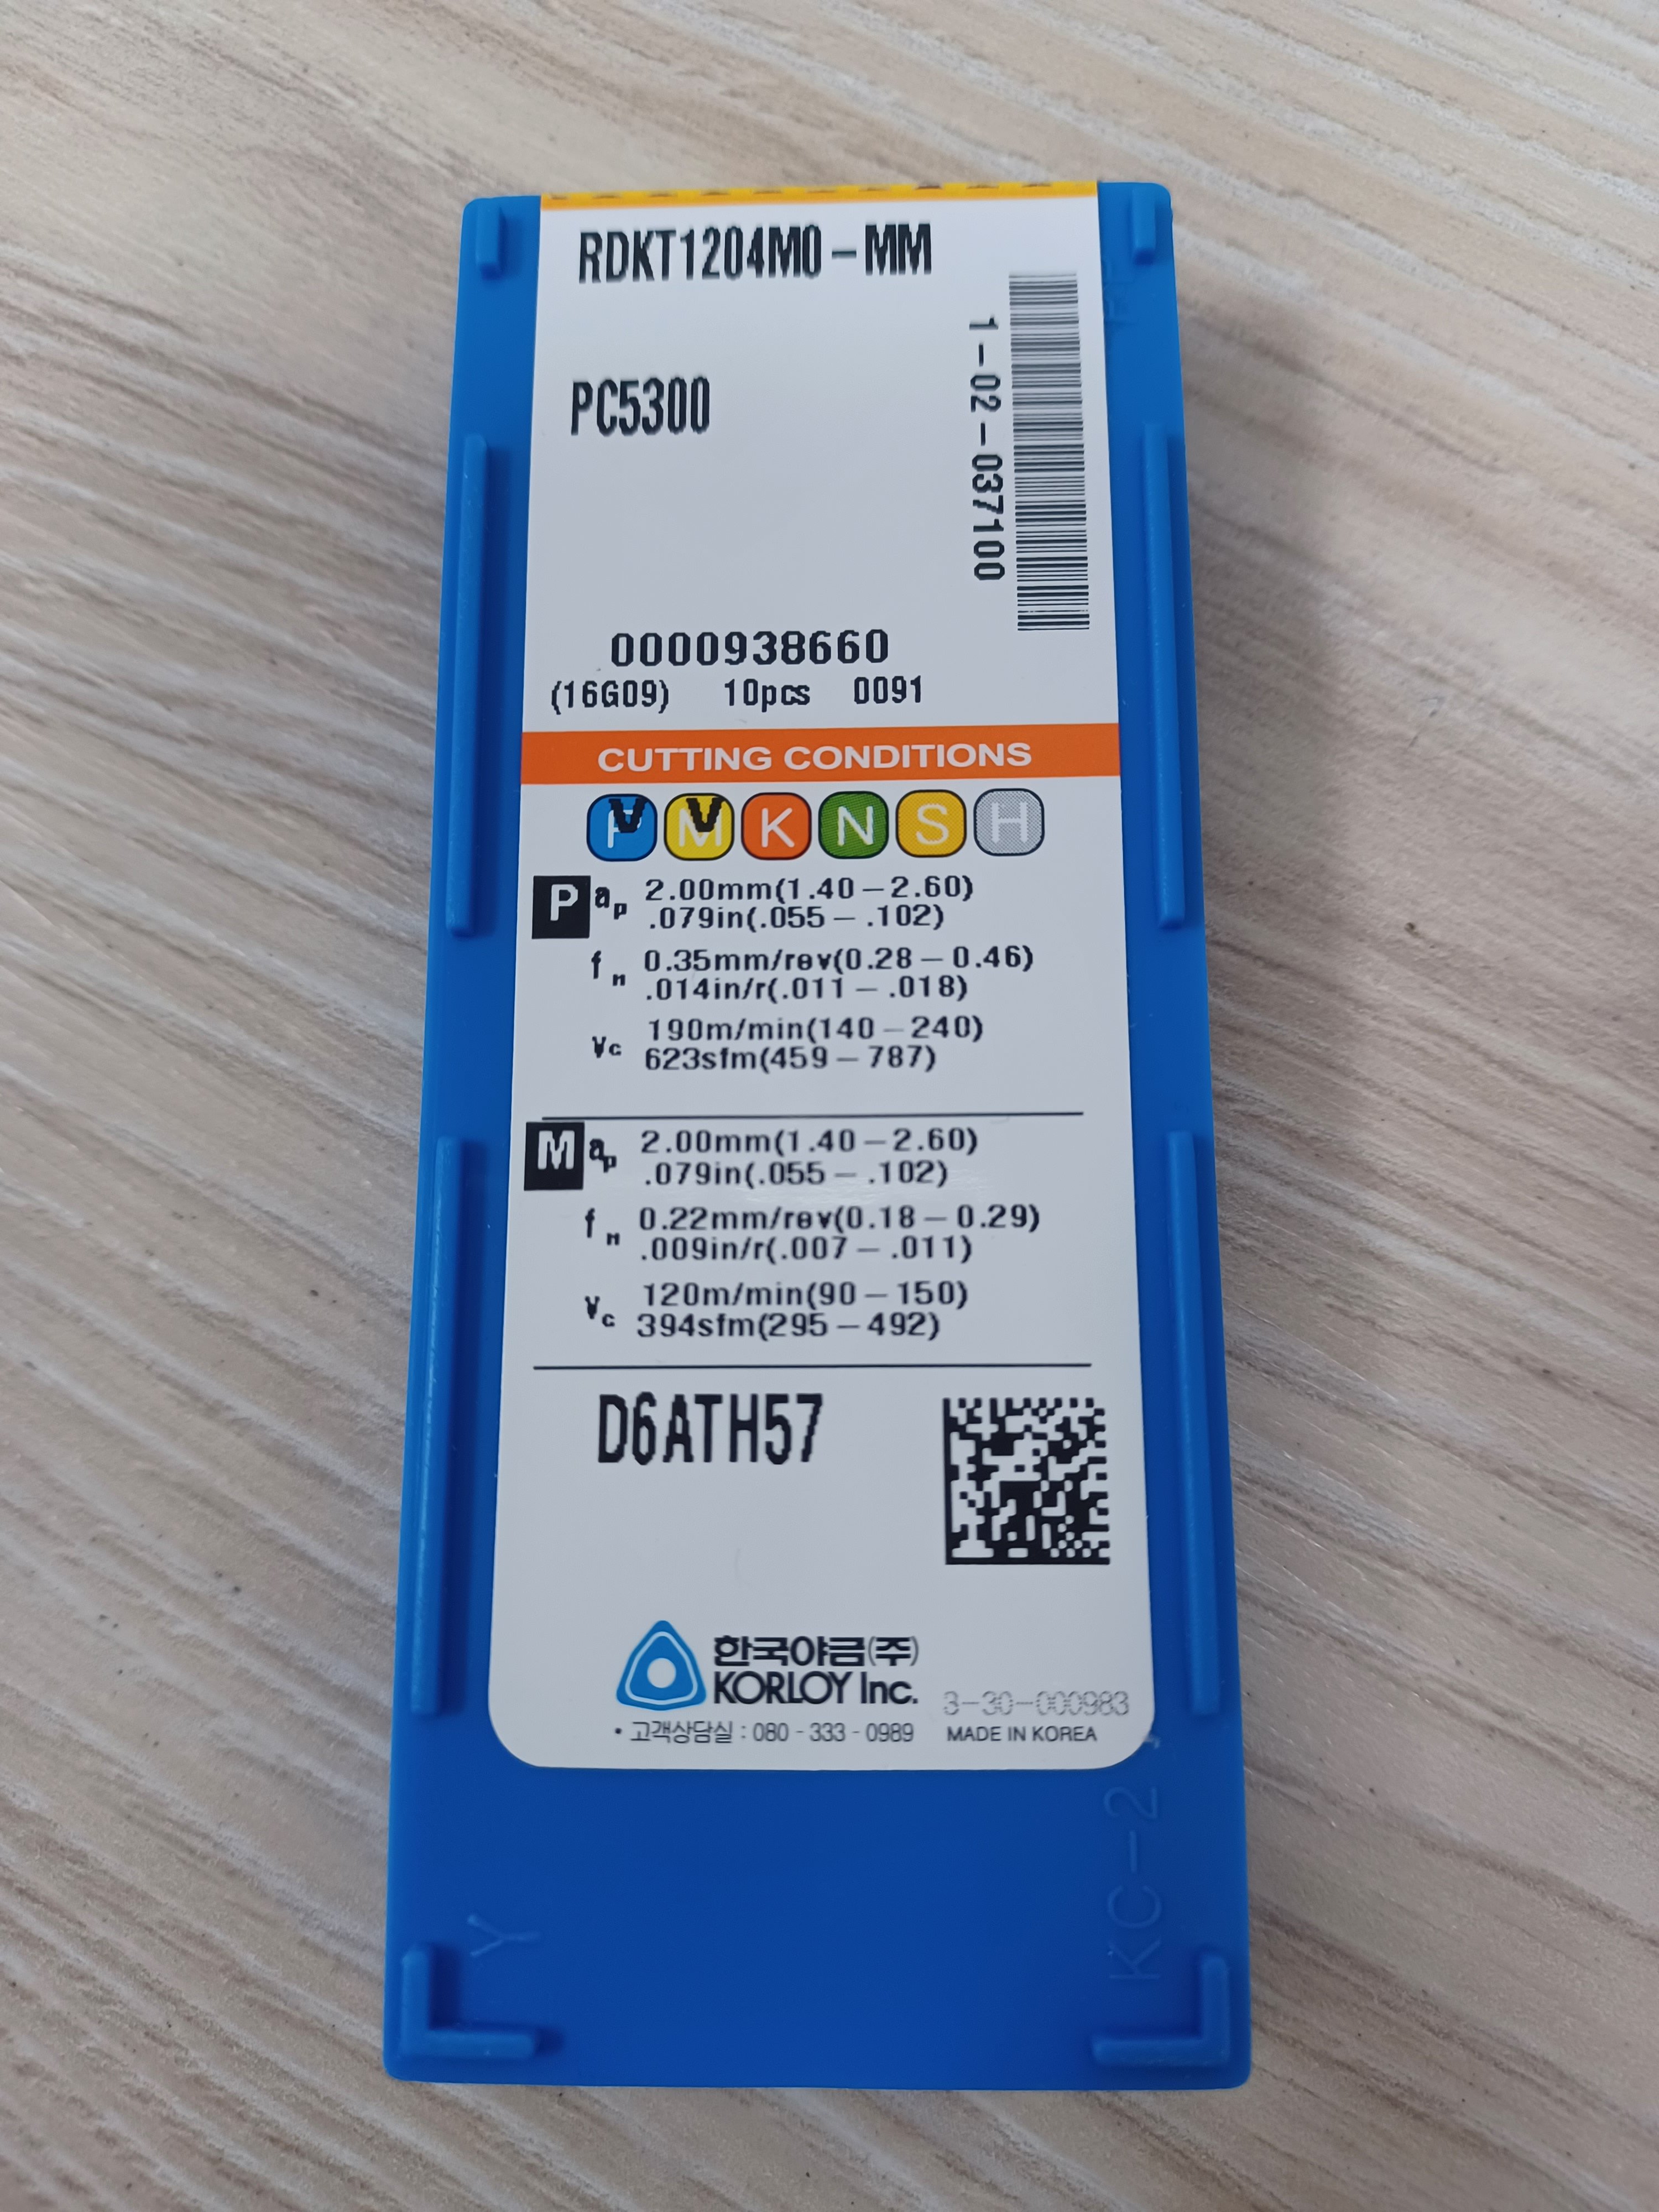 RDKT1204M0-MM
1-02-037100
PC5300
0000938660
(16G09) 10pcs 0091
CUTTING CONDITIONS
P M K N S H
P ap 2.00mm(1.40-2.60)
.079in(.055-.102)
fn 0.35mm/rev(0.28-0.46)
.014in/r(.011-.018)
vc 190m/min(140-240)
623sfm(459-787)
M ap 2.00mm(1.40-2.60)
.079in(.055-.102)
fn 0.22mm/rev(0.18-0.29)
.009in/r(.007-.011)
vc 120m/min(90-150)
394sfm(295-492)
D6ATH57
한국야금(주)
KORLOY Inc.
3-30-000983
• 고객상담실 : 080 - 333 - 0989 MADE IN KOREA
KC-2
Y